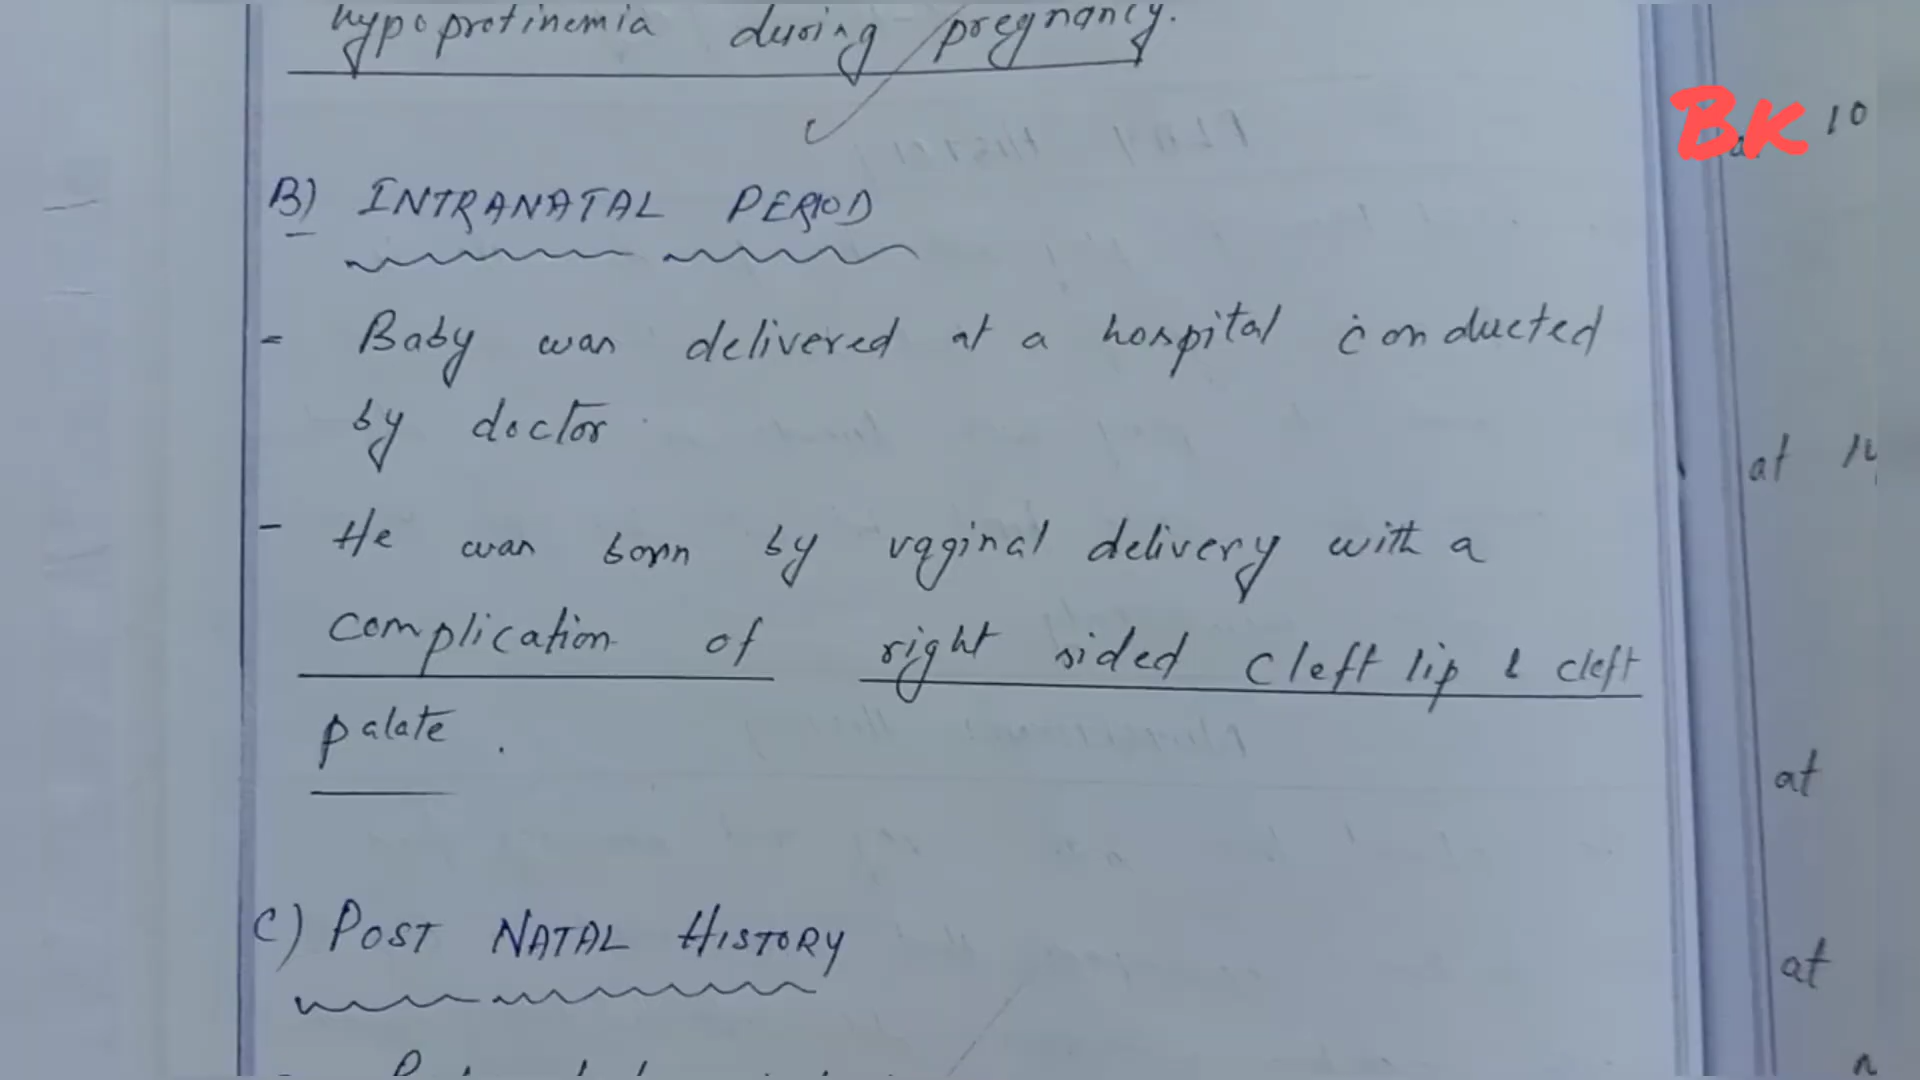 hypoprotinemia during pregnancy.
B) INTRANATAL PERIOD
- Baby was delivered at a hospital conducted
by doctor
- He was born by vaginal delivery with a
complication of right sided cleft lip & cleft
palate.
C) POST NATAL HISTORY
BK
10
at
at
at